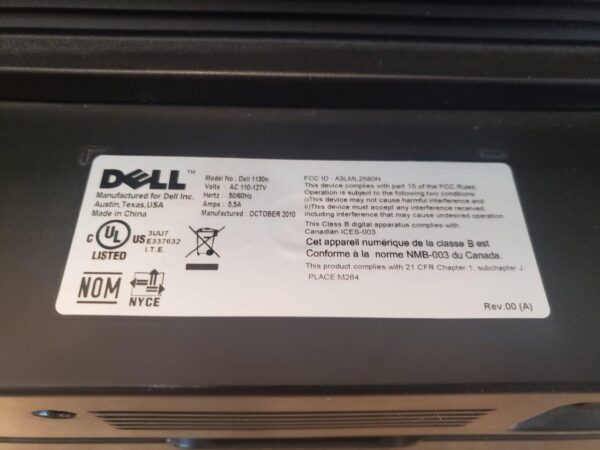 DELL™
Manufactured for Dell Inc.
Austin,Texas,USA
Made in China
Model No.: Dell 1130n
Volts : AC 110-127V
Hertz : 50/60Hz
Amps : 5.5A
Manufactured : OCTOBER 2010
C UL US
LISTED
3UU7
E337632
I.T.E.
NOM
NYCE
FCC ID : A3LML2580N
This device complies with part 15 of the FCC Rules
Operation is subject to the following two conditions:
(i)This device may not cause harmful interference,and
(ii)This device must accept any interference received,
including interference that may cause undesired operation.
This Class B digital apparatus complies with
Canadian ICES-003
Cet appareil numérique de la classe B est
Conforme à la norme NMB-003 du Canada.
This product complies with 21 CFR Chapter 1, subchapter J.
PLACE:M264
Rev.00 (A)